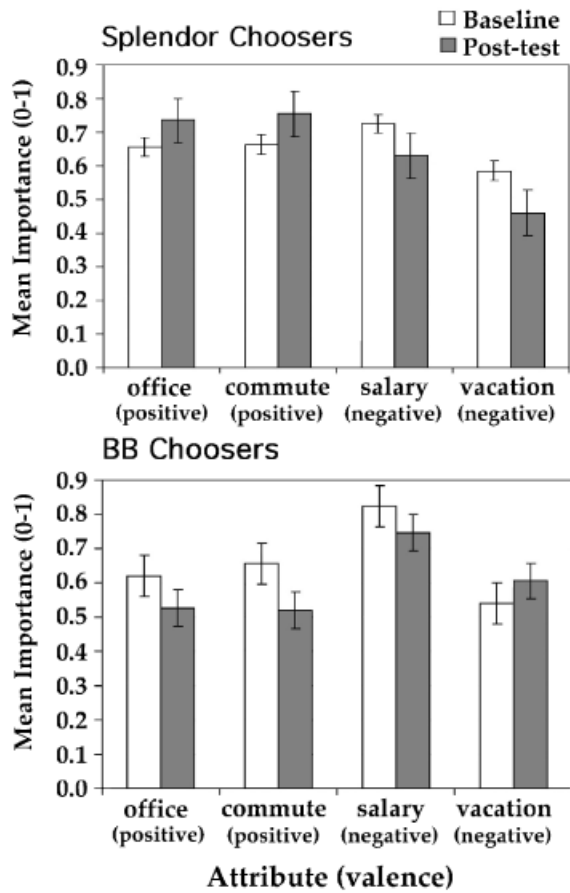 Splendor Choosers
Baseline
Post-test
Mean Importance (0-1)
0.9
0.8
0.7
0.6
0.5
0.4
0.3
0.2
0.1
0.0
office commute salary vacation
(positive) (positive) (negative) (negative)
BB Choosers
Mean Importance (0-1)
0.9
0.8
0.7
0.6
0.5
0.4
0.3
0.2
0.1
0.0
office commute salary vacation
(positive) (positive) (negative) (negative)
Attribute (valence)